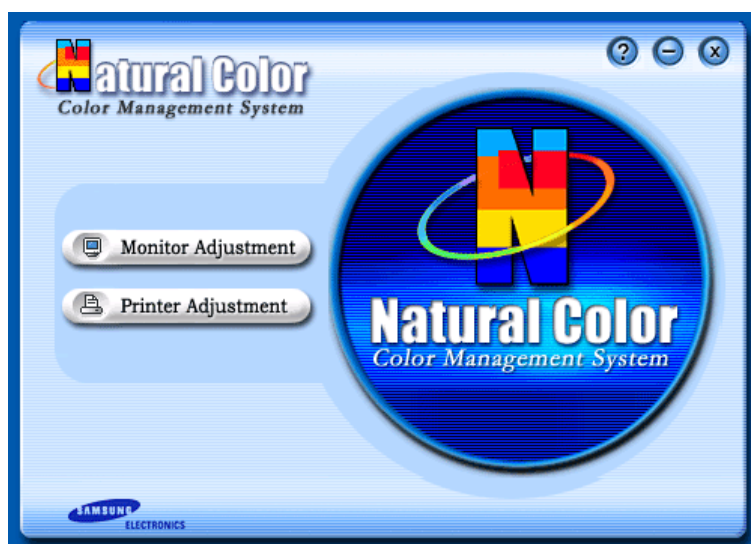 Natural Color
Color Management System
?
−
x
Monitor Adjustment
Printer Adjustment
N
Natural Color
Color Management System
SAMSUNG
ELECTRONICS